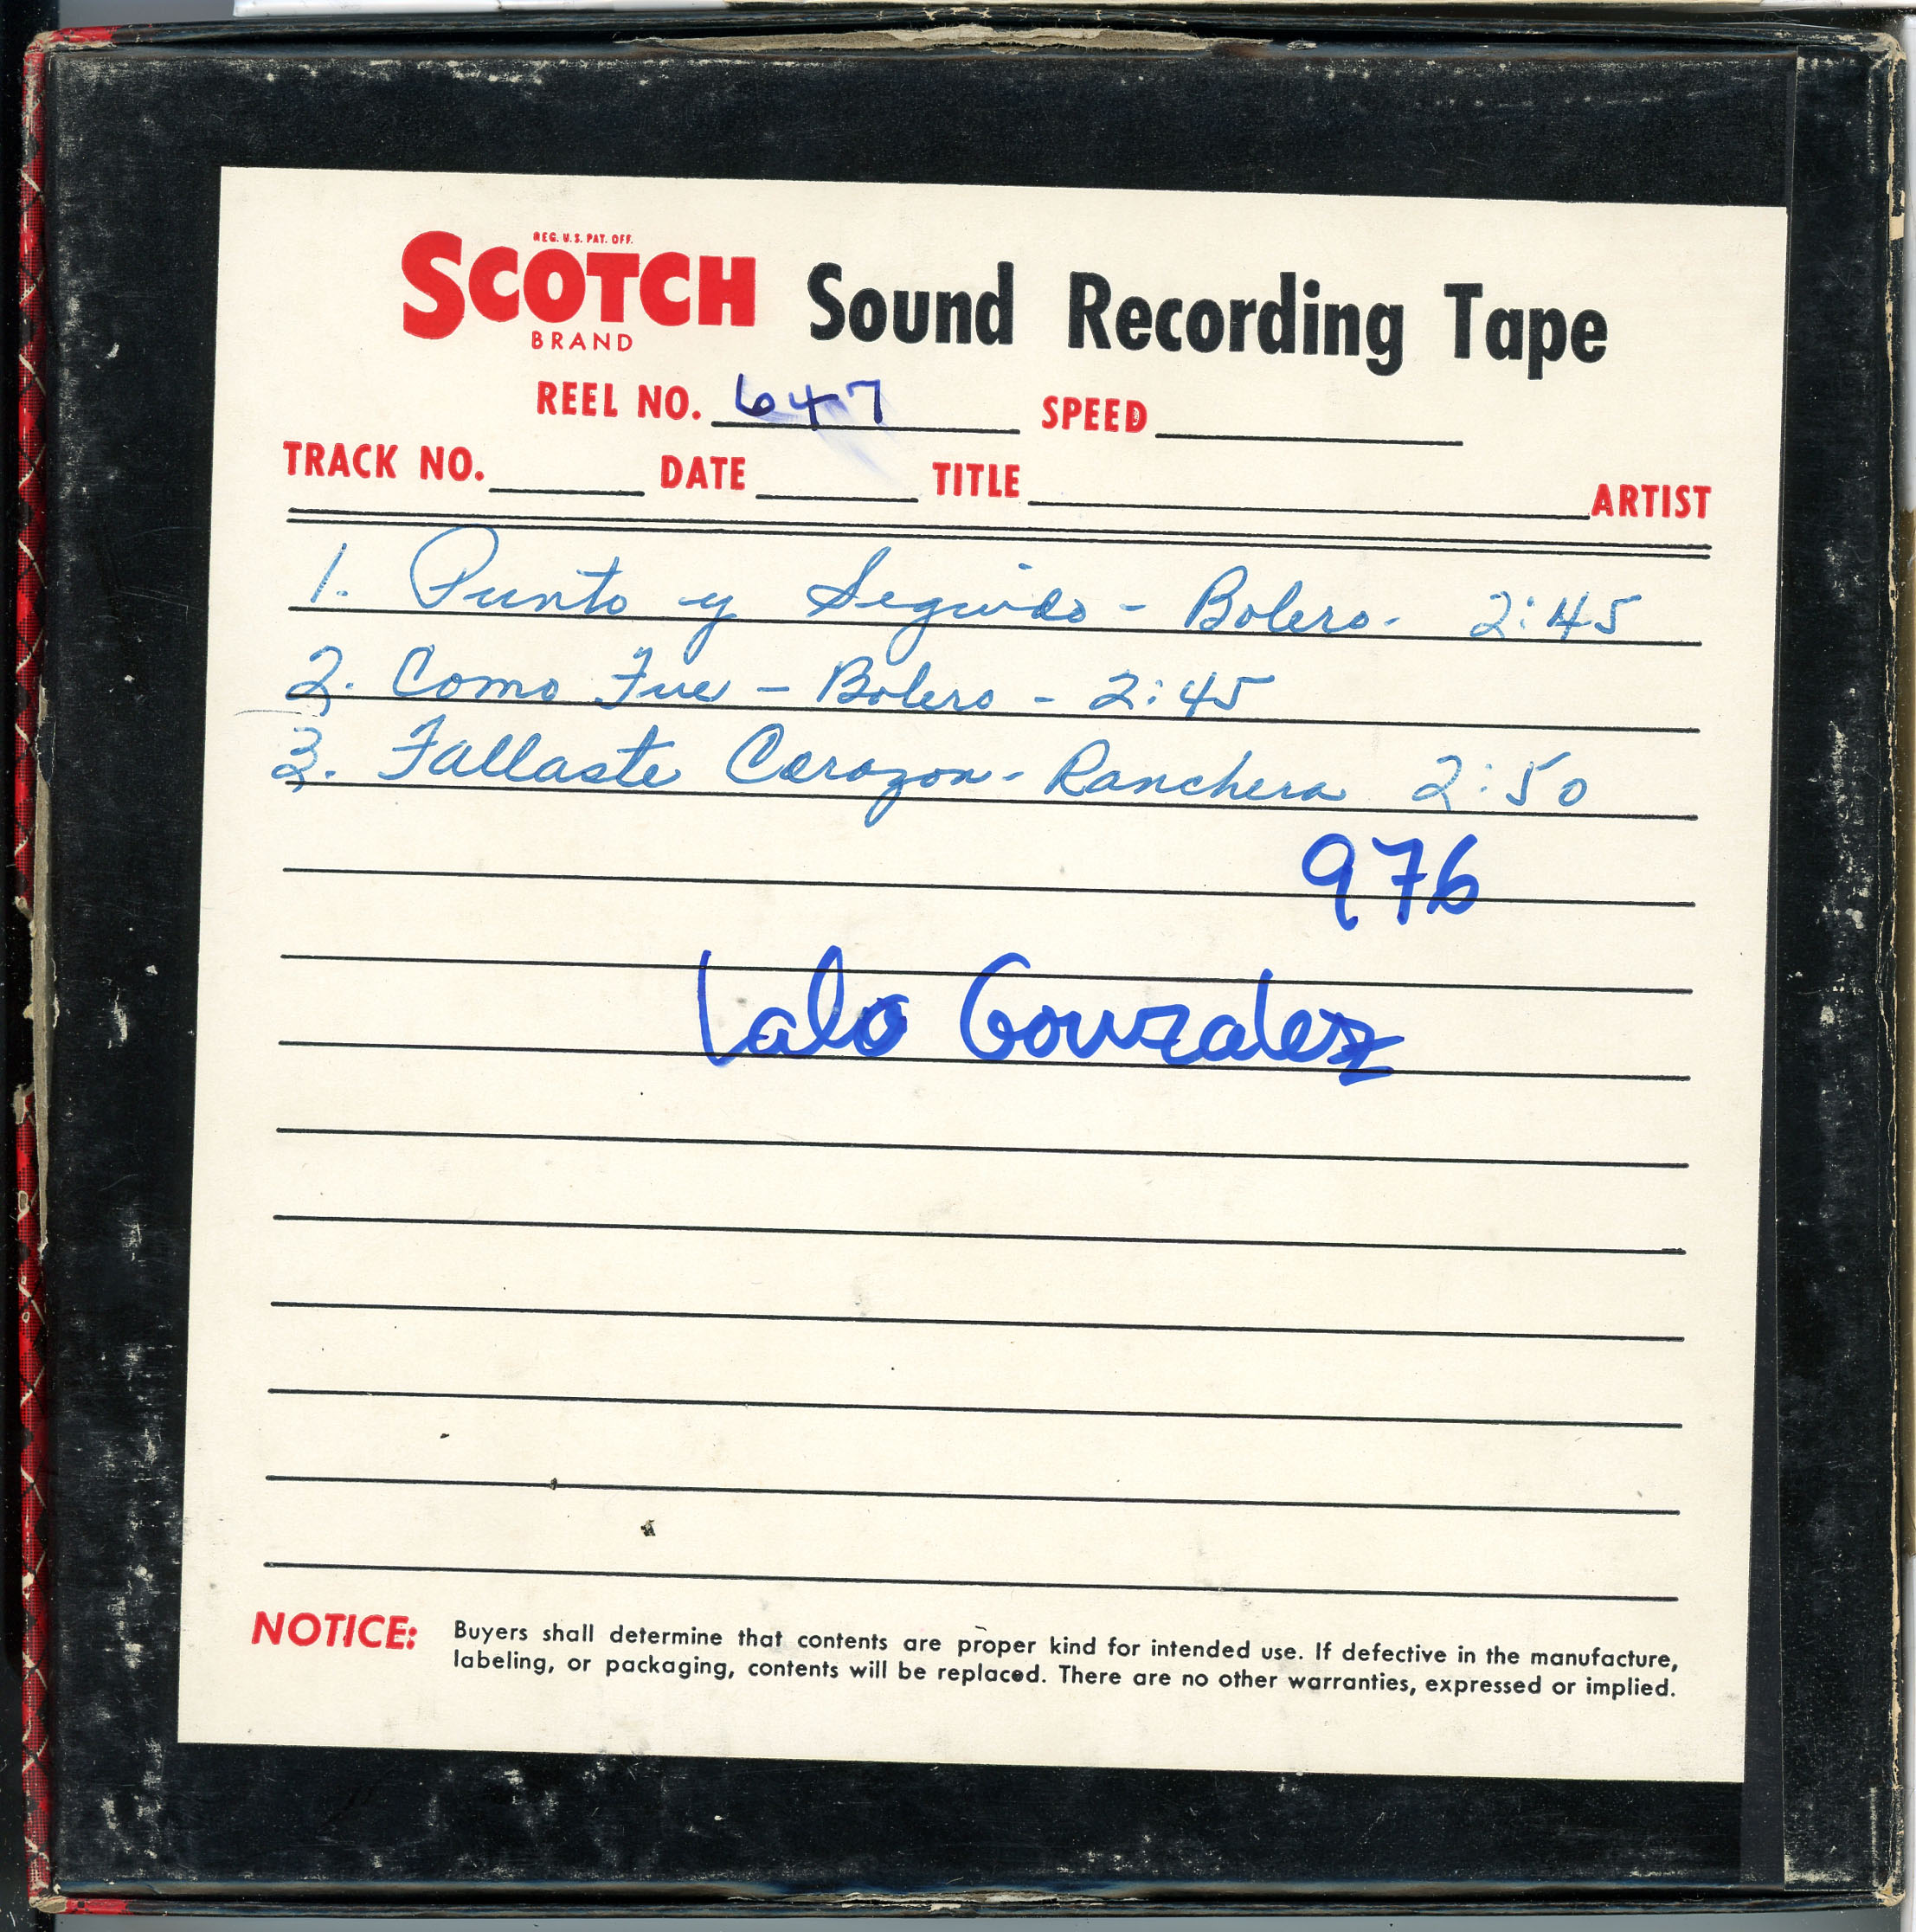 REG. U.S. PAT. OFF.
SCOTCH Sound Recording Tape
BRAND
REEL NO. 647 SPEED
TRACK NO. DATE TITLE ARTIST
1. Punto y Seguido - Bolero - 2:45
2. Como Fue - Bolero - 2:45
3. Fallaste Corazon - Ranchera 2:50
976
Lalo Gonzalez
NOTICE: Buyers shall determine that contents are proper kind for intended use. If defective in the manufacture,
labeling, or packaging, contents will be replaced. There are no other warranties, expressed or implied.